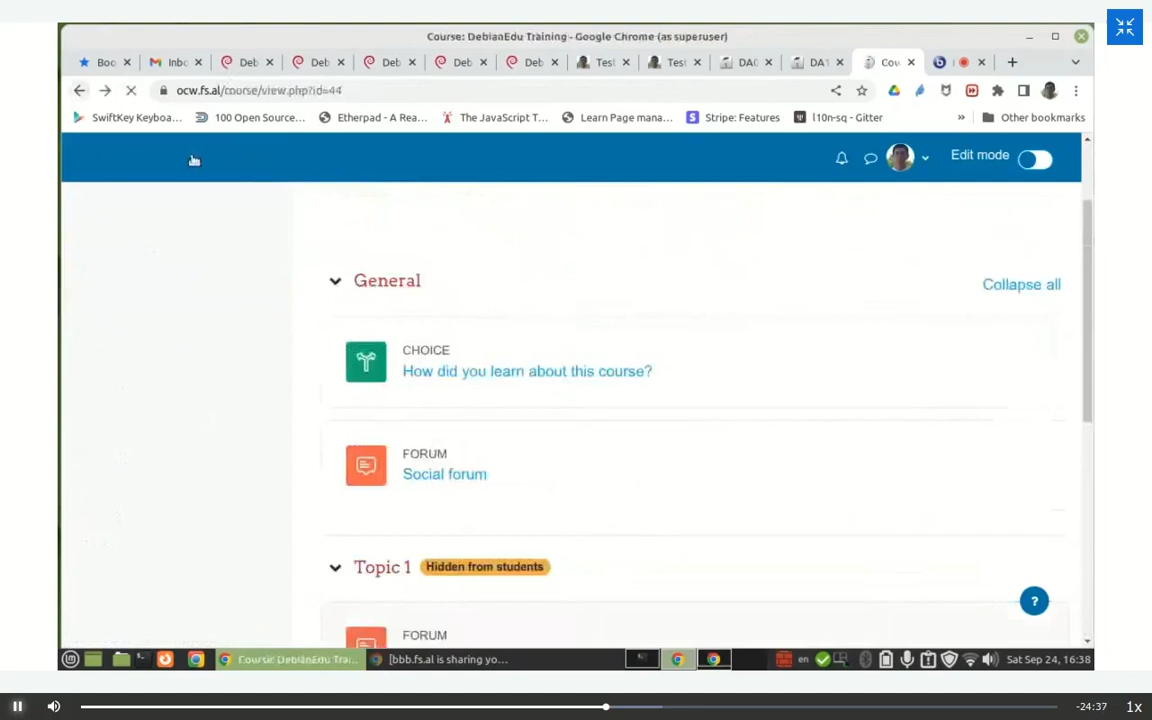 Course: DebianEdu Training - Google Chrome (as superuser)
Boo Inbc Deb Deb Deb Deb Deb Test Test DA0 DA1 Cou
ocw.fs.al/course/view.php?id=44
SwiftKey Keyboa... 100 Open Source... Etherpad - A Rea... The JavaScript T... Learn Page mana... Stripe: Features l10n-sq - Gitter » Other bookmarks
Edit mode
General
Collapse all
CHOICE
How did you learn about this course?
FORUM
Social forum
Topic 1 Hidden from students
?
FORUM
Course: DebianEdu Trai... [bbb.fs.al is sharing yo... en Sat Sep 24, 16:38
-24:37 1x